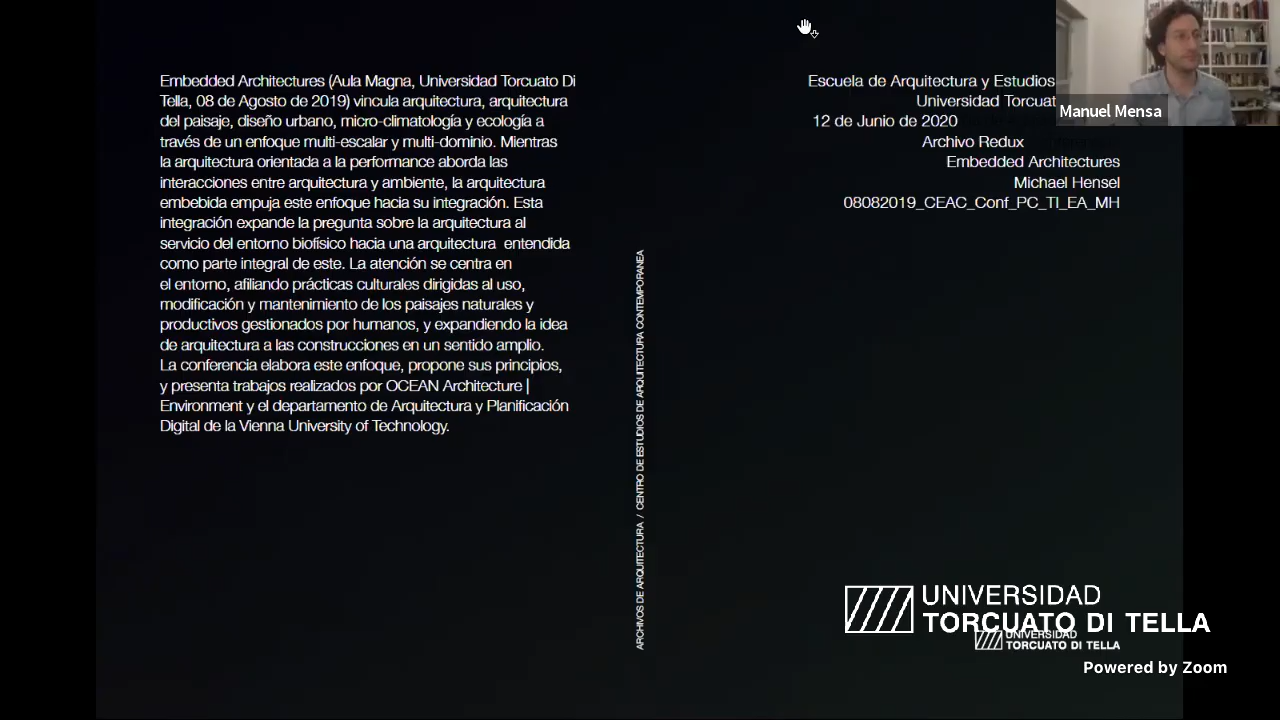 Embedded Architectures (Aula Magna, Universidad Torcuato Di
Tella, 08 de Agosto de 2019) vincula arquitectura, arquitectura
del paisaje, diseño urbano, micro-climatología y ecología a
través de un enfoque multi-escalar y multi-dominio. Mientras
la arquitectura orientada a la performance aborda las
interacciones entre arquitectura y ambiente, la arquitectura
embebida empuja este enfoque hacia su integración. Esta
integración expande la pregunta sobre la arquitectura al
servicio del entorno biofísico hacia una arquitectura entendida
como parte integral de este. La atención se centra en
el entorno, afiliando prácticas culturales dirigidas al uso,
modificación y mantenimiento de los paisajes naturales y
productivos gestionados por humanos, y expandiendo la idea
de arquitectura a las construcciones en un sentido amplio.
La conferencia elabora este enfoque, propone sus principios,
y presenta trabajos realizados por OCEAN Architecture |
Environment y el departamento de Arquitectura y Planificación
Digital de la Vienna University of Technology.
ARCHIVOS DE ARQUITECTURA / CENTRO DE ESTUDIOS DE ARQUITECTURA CONTEMPORANEA
Escuela de Arquitectura y Estudios
Universidad Torcuat
12 de Junio de 2020
Archivo Redux
Embedded Architectures
Michael Hensel
08082019_CEAC_Conf_PC_TI_EA_MH
Manuel Mensa
UNIVERSIDAD
TORCUATO DI TELLA
UNIVERSIDAD
TORCUATO DI TELLA
Powered by Zoom